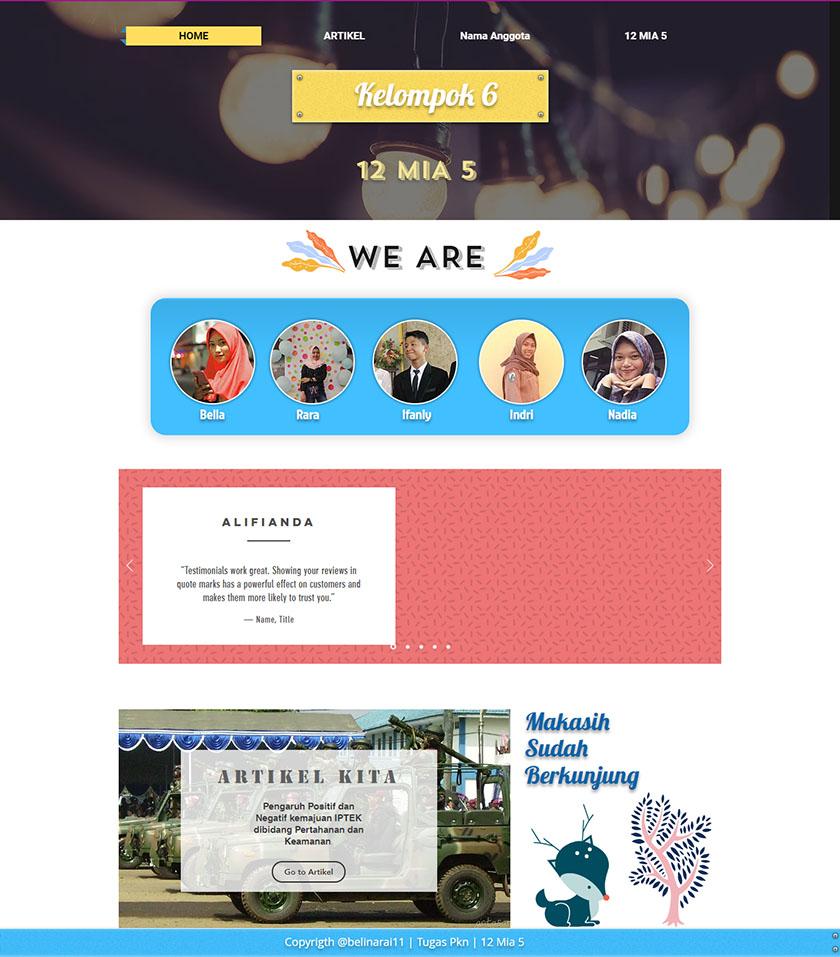 HOME ARTIKEL Nama Anggota 12 MIA 5
Kelompok 6
12 MIA 5
WE ARE
Bella Rara Ifanly Indri Nadia
ALIFIANDA
"Testimonials work great. Showing your reviews in
quote marks has a powerful effect on customers and
makes them more likely to trust you."
— Name, Title
ARTIKEL KITA
Pengaruh Positif dan
Negatif kemajuan IPTEK
dibidang Pertahanan dan
Keamanan
Go to Artikel
Makasih
Sudah
Berkunjung
Copyrigth @belinarai11 | Tugas Pkn | 12 Mia 5